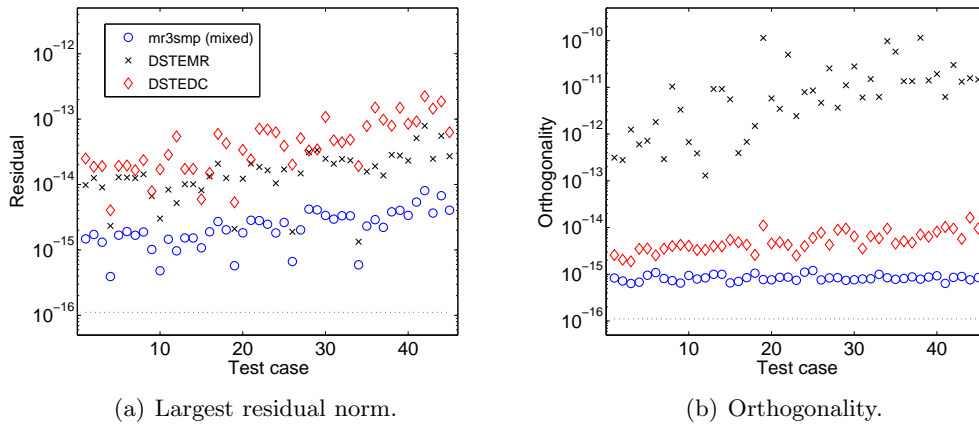 10⁻¹²
10⁻¹³
10⁻¹⁴
10⁻¹⁵
10⁻¹⁶
Residual
mr3smp (mixed)
DSTEMR
DSTEDC
10 20 30 40
Test case
(a) Largest residual norm.
10⁻¹⁰
10⁻¹¹
10⁻¹²
10⁻¹³
10⁻¹⁴
10⁻¹⁵
10⁻¹⁶
Orthogonality
10 20 30 40
Test case
(b) Orthogonality.